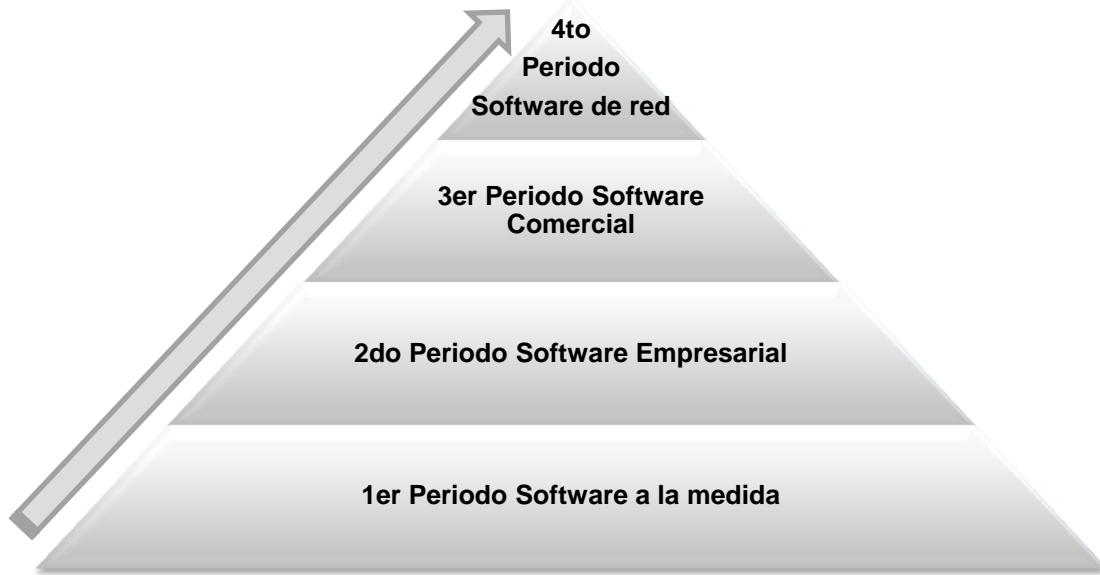 4to
Periodo
Software de red
3er Periodo Software
Comercial
2do Periodo Software Empresarial
1er Periodo Software a la medida